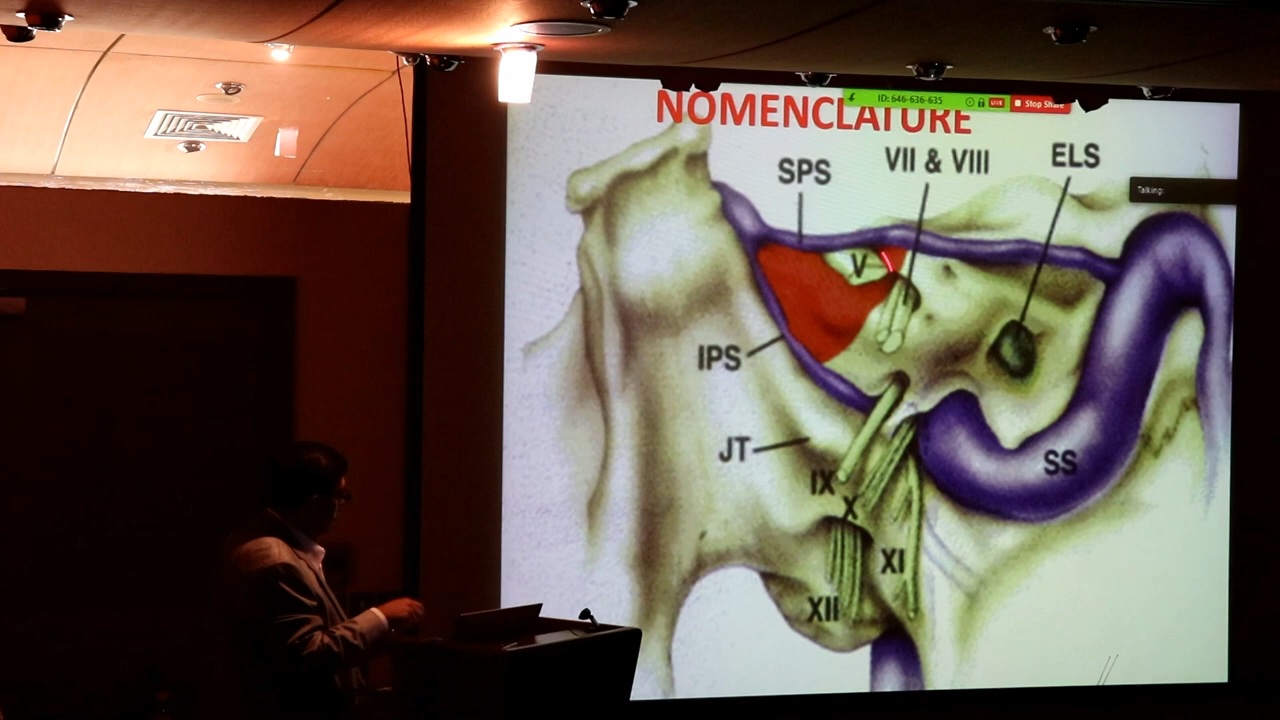 NOMENCLATURE
ID: 646-636-635
LIVE
Stop Share
Talking:
SPS
VII & VIII
ELS
V
IPS
JT
IX
X
SS
XI
XII